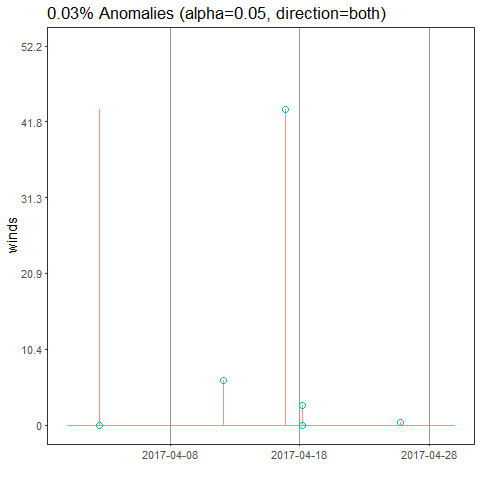 0.03% Anomalies (alpha=0.05, direction=both)
52.2
41.8
31.3
20.9
10.4
0
winds
2017-04-08 2017-04-18 2017-04-28